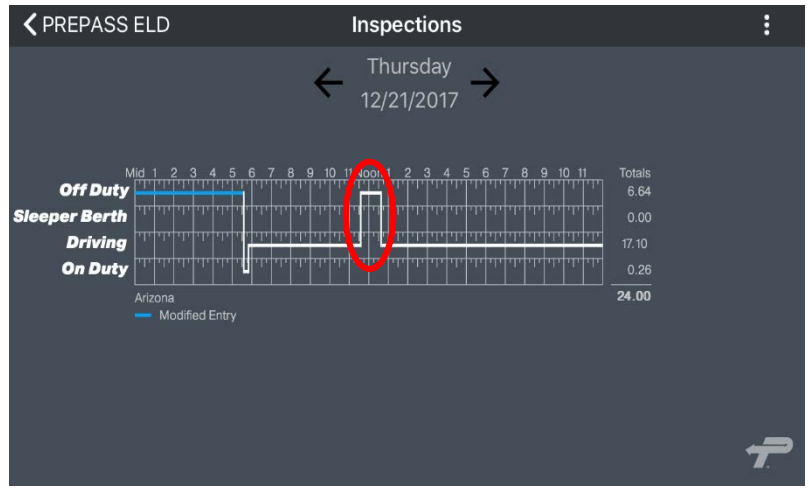 PREPASS ELD Inspections
Thursday
12/21/2017
Mid 1 2 3 4 5 6 7 8 9 10 11 Noon 1 2 3 4 5 6 7 8 9 10 11 Totals
Off Duty 6.64
Sleeper Berth 0.00
Driving 17.10
On Duty 0.26
Arizona 24.00
Modified Entry